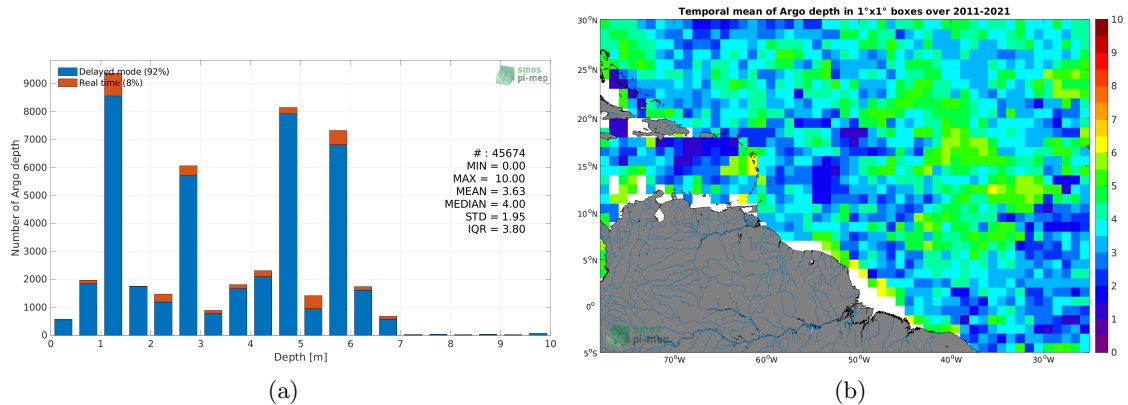 Delayed mode (92%)
Real time (8%)
smos
pi-mep
Number of Argo depth
9000
8000
7000
6000
5000
4000
3000
2000
1000
0
# : 45674
MIN = 0.00
MAX = 10.00
MEAN = 3.63
MEDIAN = 4.00
STD = 1.95
IQR = 3.80
0 1 2 3 4 5 6 7 8 9 10
Depth [m]
(a)
Temporal mean of Argo depth in 1°x1° boxes over 2011-2021
30°N
25°N
20°N
15°N
10°N
5°N
0°
5°S
smos
pi-mep
70°W 60°W 50°W 40°W 30°W
10
9
8
7
6
5
4
3
2
1
0
(b)